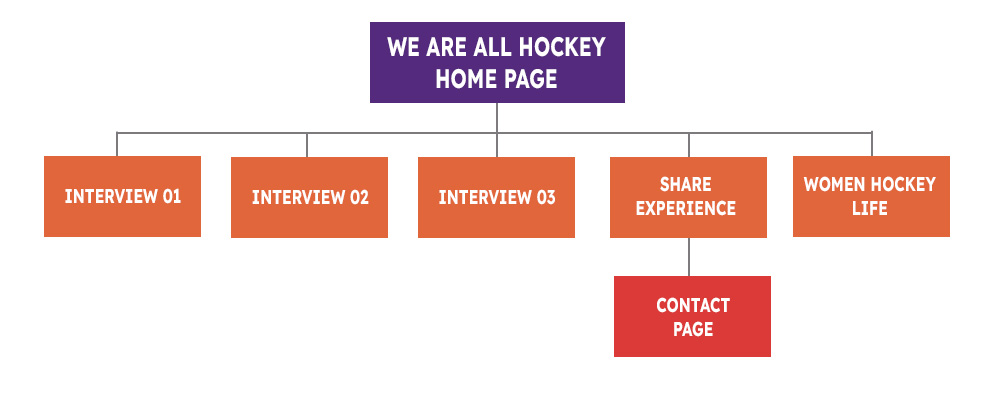 WE ARE ALL HOCKEY
HOME PAGE
INTERVIEW 01
INTERVIEW 02
INTERVIEW 03
SHARE
EXPERIENCE
WOMEN HOCKEY
LIFE
CONTACT
PAGE